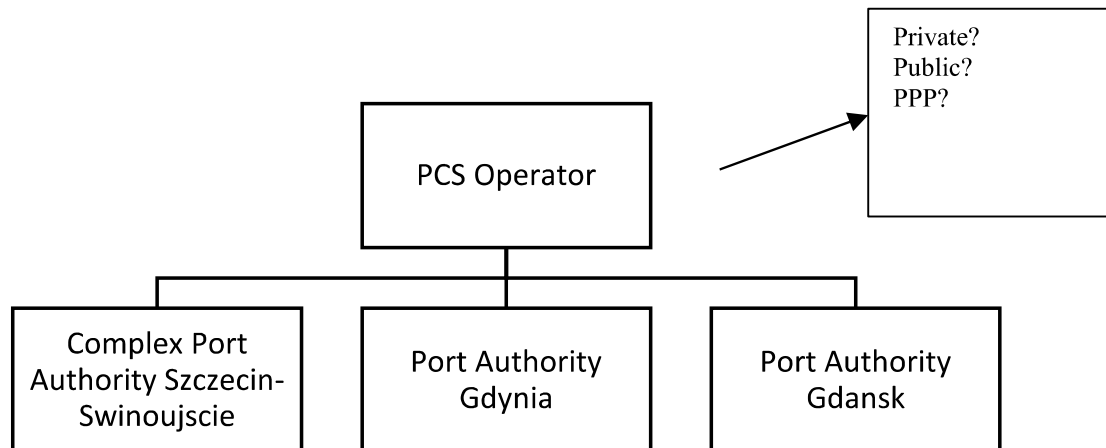 Private?
Public?
PPP?
PCS Operator
Complex Port
Authority Szczecin-
Swinoujscie
Port Authority
Gdynia
Port Authority
Gdansk